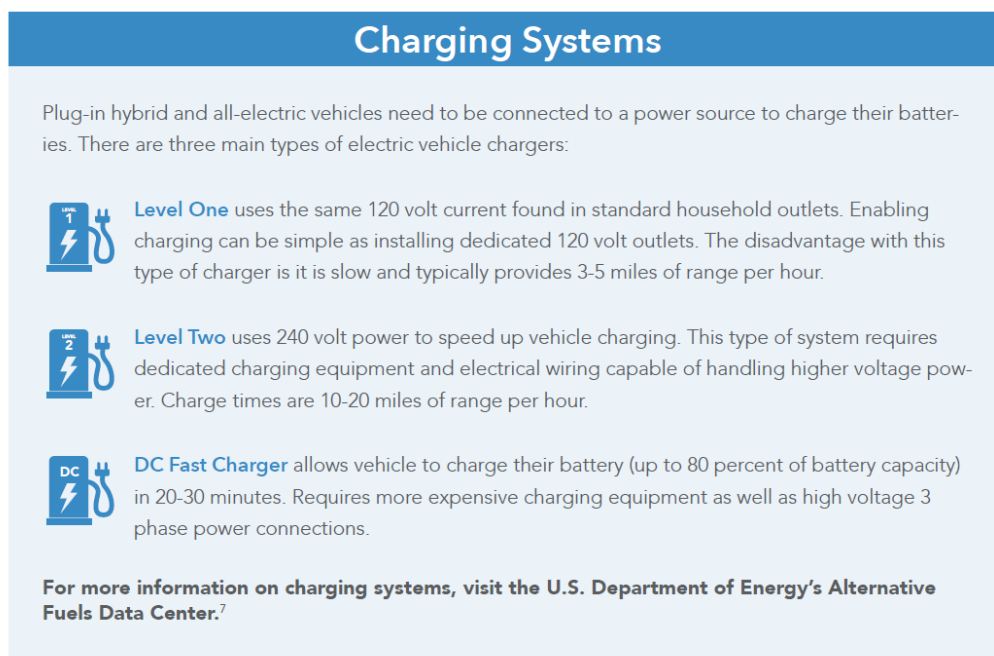 Charging Systems
Plug-in hybrid and all-electric vehicles need to be connected to a power source to charge their batter-
ies. There are three main types of electric vehicle chargers:
LEVEL
1
Level One uses the same 120 volt current found in standard household outlets. Enabling
charging can be simple as installing dedicated 120 volt outlets. The disadvantage with this
type of charger is it is slow and typically provides 3-5 miles of range per hour.
LEVEL
2
Level Two uses 240 volt power to speed up vehicle charging. This type of system requires
dedicated charging equipment and electrical wiring capable of handling higher voltage pow-
er. Charge times are 10-20 miles of range per hour.
DC
DC Fast Charger allows vehicle to charge their battery (up to 80 percent of battery capacity)
in 20-30 minutes. Requires more expensive charging equipment as well as high voltage 3
phase power connections.
For more information on charging systems, visit the U.S. Department of Energy’s Alternative
Fuels Data Center.7